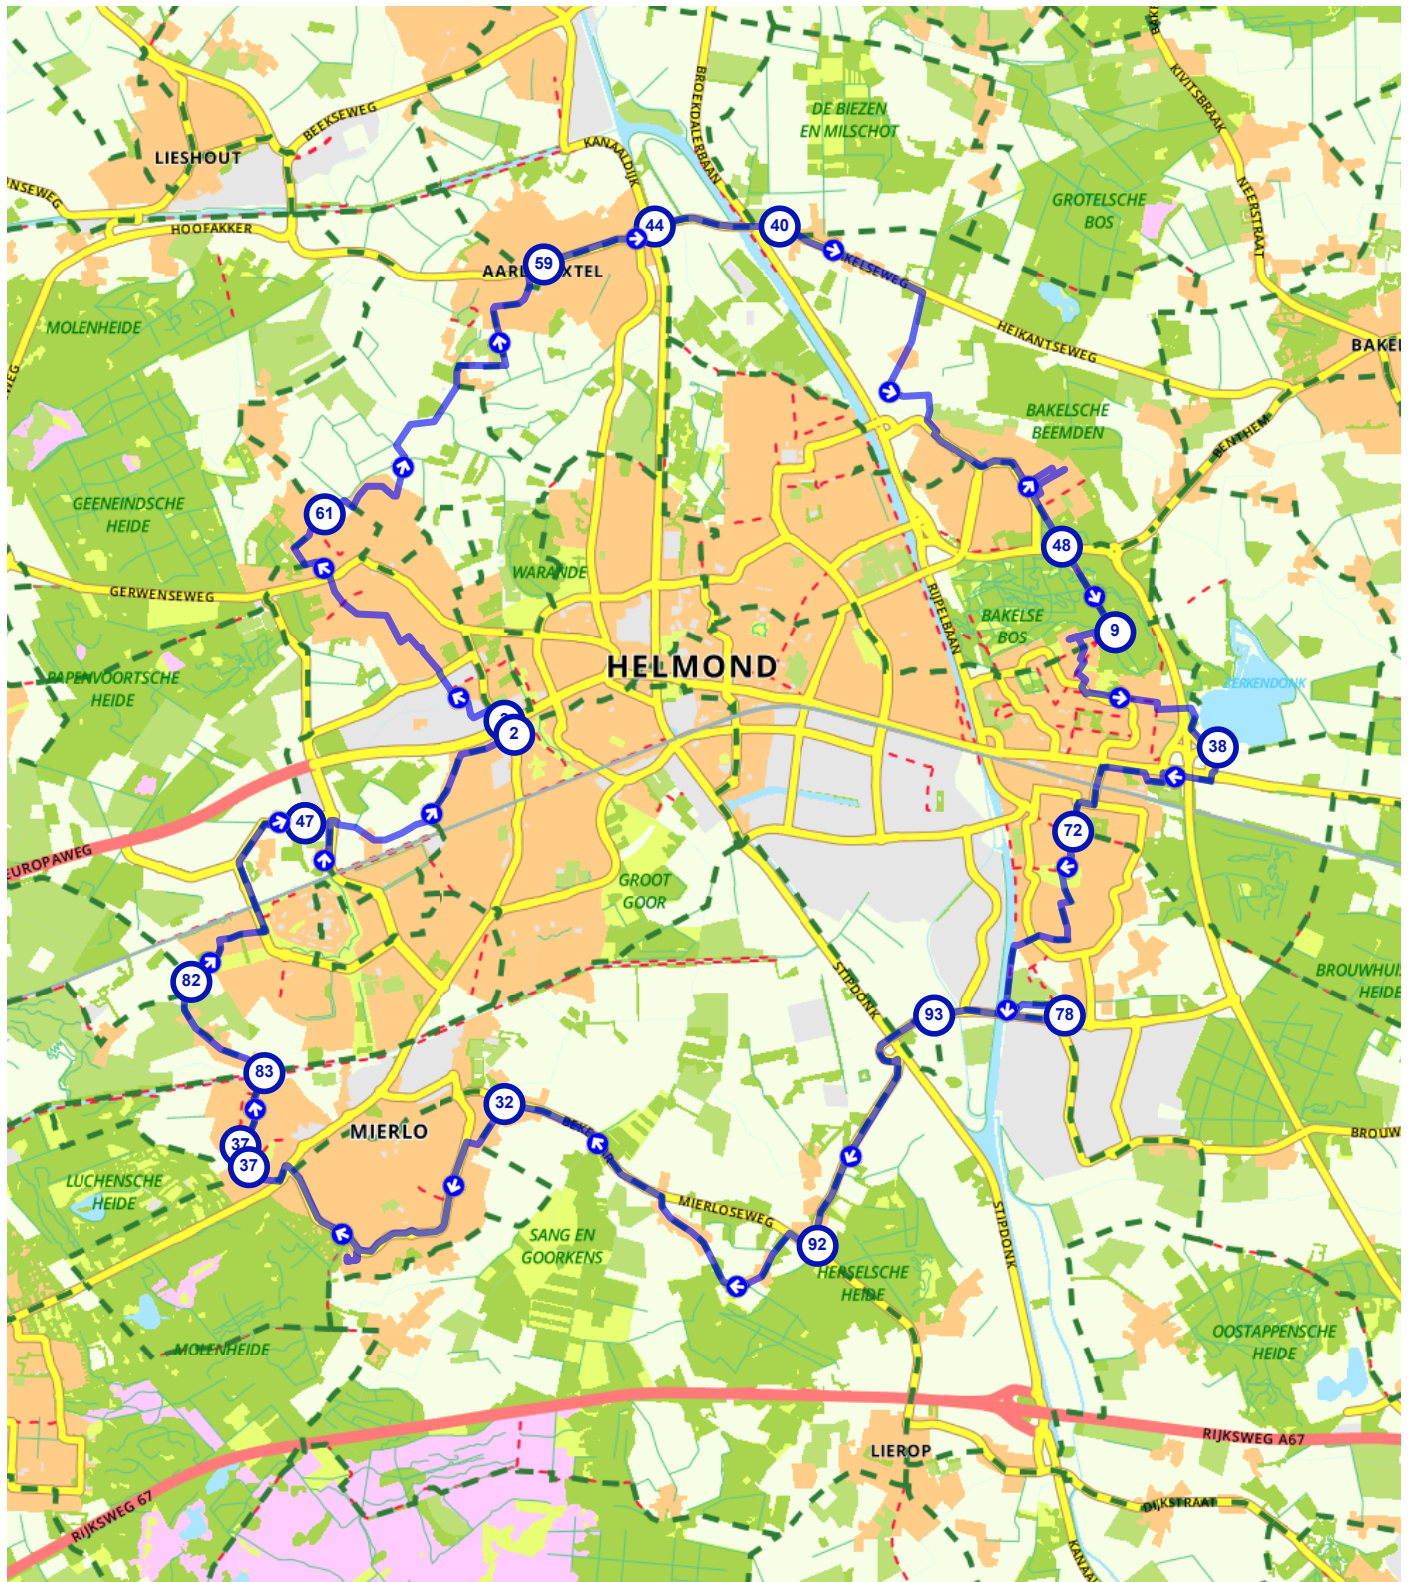 BEEKSEWEG
LIESHOUT
KANAALDIJK
BROEKDALERBAAN
DE BIEZEN
EN MILSCHOT
KIVITSBRAAK
NEERSTRAAT
GROTELSCHE
BOS
HOOFAKKER
44
40
59
MOLENHEIDE
HEIKANTSEWEG
BAKELSCHE
BEEMDEN
BENTHEM
GEENEINDSCHE
HEIDE
61
48
WARANDE
GERWENSEWEG
RIJPELBAAN
BAKELSE
BOS
9
HELMOND
PAPENVOORTSCHE
HEIDE
2
38
47
72
EUROPAWEG
GROOT
GOOR
82
STIPDONK
93
78
83
32
MIERLO
37
37
LUCHENSCHE
HEIDE
MIERLOSEWEG
92
STIPDONK
SANG EN
GOORKENS
HERSELSCHE
HEIDE
MOLENHEIDE
OOSTAPPENSCHE
HEIDE
LIEROP
RIJKSWEG A67
RIJKSWEG 67
DIJKSTRAAT